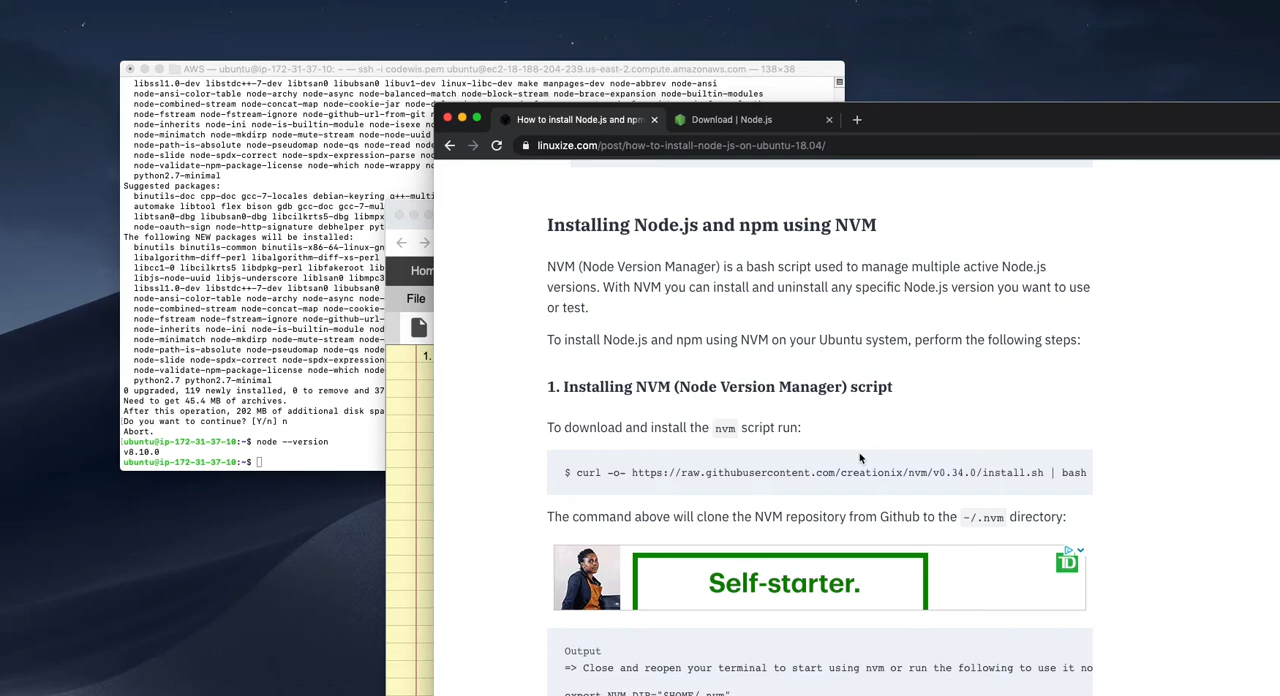 AWS — ubuntu@ip-172-31-37-10: ~ — ssh -i codewis.pem ubuntu@ec2-18-188-204-239.us-east-2.compute.amazonaws.com — 138×38
libssl1.0-dev libstdc++-7-dev libtsan0 libubsan0 libuv1-dev linux-libc-dev make manpages-dev node-abbrev node-ansi
node-ansi-color-table node-archy node-async node-balanced-match node-block-stream node-brace-expansion node-builtin-modules
node-combined-stream node-concat-map node-cookie-jar
node-fstream node-fstream-ignore node-github-url-from-git
node-inherits node-ini node-is-builtin-module node-isexe
node-minimatch node-mkdirp node-mute-stream node-node-uuid
node-path-is-absolute node-pseudomap node-qs node-read
node-slide node-spdx-correct node-spdx-expression-parse
node-validate-npm-package-license node-which node-wrappy
python2.7-minimal
Suggested packages:
binutils-doc cpp-doc gcc-7-locales debian-keyring g++-multi
automake libtool flex bison gdb gcc-doc gcc-7-mul
libtsan0-dbg libubsan0-dbg libcilkrts5-dbg libmpx
node-oauth-sign node-http-signature debhelper pyt
The following NEW packages will be installed:
binutils binutils-common binutils-x86-64-linux-gn
libalgorithm-diff-perl libalgorithm-diff-xs-perl
libcc1-0 libcilkrts5 libdpkg-perl libfakeroot lib
libjs-node-uuid libjs-underscore liblsan0 libmpc3
libssl1.0-dev libstdc++-7-dev libtsan0 libubsan0
node-ansi-color-table node-archy node-async node-
node-combined-stream node-concat-map node-cookie-
node-fstream node-fstream-ignore node-github-url-
node-inherits node-ini node-is-builtin-module nod
node-minimatch node-mkdirp node-mute-stream node-
node-path-is-absolute node-pseudomap node-qs node
node-slide node-spdx-correct node-spdx-expression
node-validate-npm-package-license node-which node
python2.7 python2.7-minimal
0 upgraded, 119 newly installed, 0 to remove and 37
Need to get 45.4 MB of archives.
After this operation, 202 MB of additional disk spa
Do you want to continue? [Y/n] n
Abort.
ubuntu@ip-172-31-37-10:~$ node --version
v8.10.0
ubuntu@ip-172-31-37-10:~$
Hom
File
1.
How to install Node.js and npm
Download | Node.js
linuxize.com/post/how-to-install-node-js-on-ubuntu-18.04/
Installing Node.js and npm using NVM
NVM (Node Version Manager) is a bash script used to manage multiple active Node.js
versions. With NVM you can install and uninstall any specific Node.js version you want to use
or test.
To install Node.js and npm using NVM on your Ubuntu system, perform the following steps:
1. Installing NVM (Node Version Manager) script
To download and install the nvm script run:
$ curl -o- https://raw.githubusercontent.com/creationix/nvm/v0.34.0/install.sh | bash
The command above will clone the NVM repository from Github to the ~/.nvm directory:
Self-starter.
TD
Output
=> Close and reopen your terminal to start using nvm or run the following to use it no
export NVM_DIR="$HOME/.nvm"